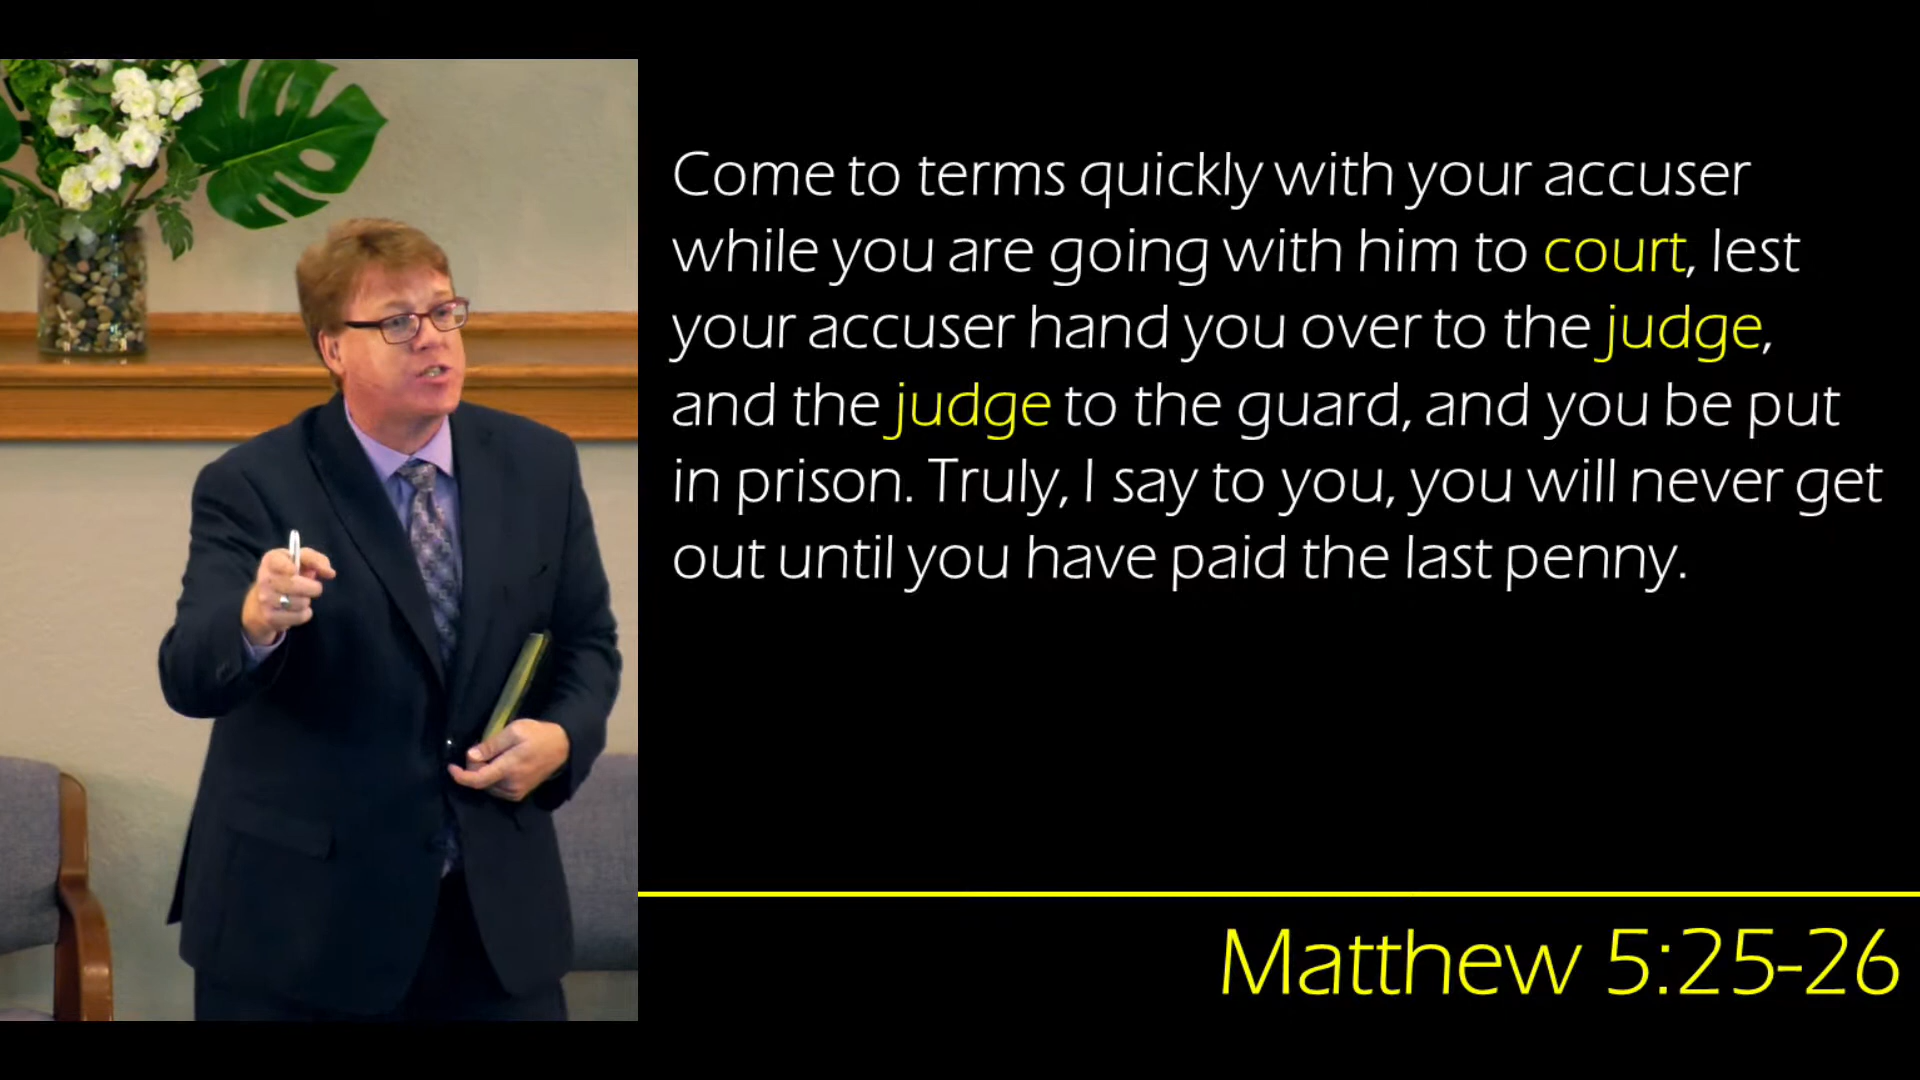 Come to terms quickly with your accuser
while you are going with him to court, lest
your accuser hand you over to the judge,
and the judge to the guard, and you be put
in prison. Truly, I say to you, you will never get
out until you have paid the last penny.
Matthew 5:25-26